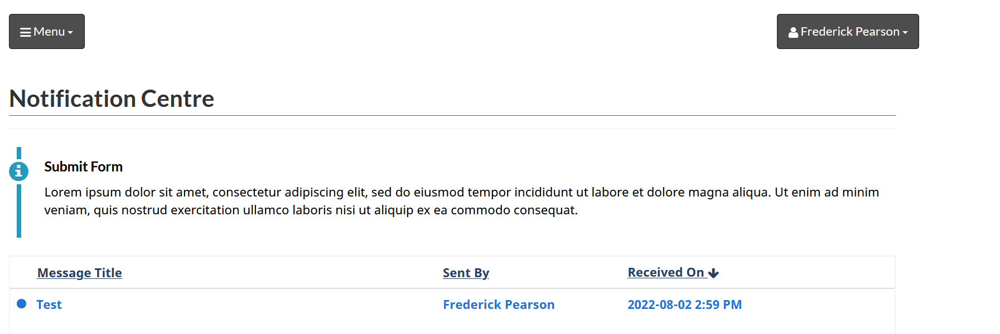 Menu
Frederick Pearson
Notification Centre
Submit Form
Lorem ipsum dolor sit amet, consectetur adipiscing elit, sed do eiusmod tempor incididunt ut labore et dolore magna aliqua. Ut enim ad minim
veniam, quis nostrud exercitation ullamco laboris nisi ut aliquip ex ea commodo consequat.
Message Title Sent By Received On
Test Frederick Pearson 2022-08-02 2:59 PM